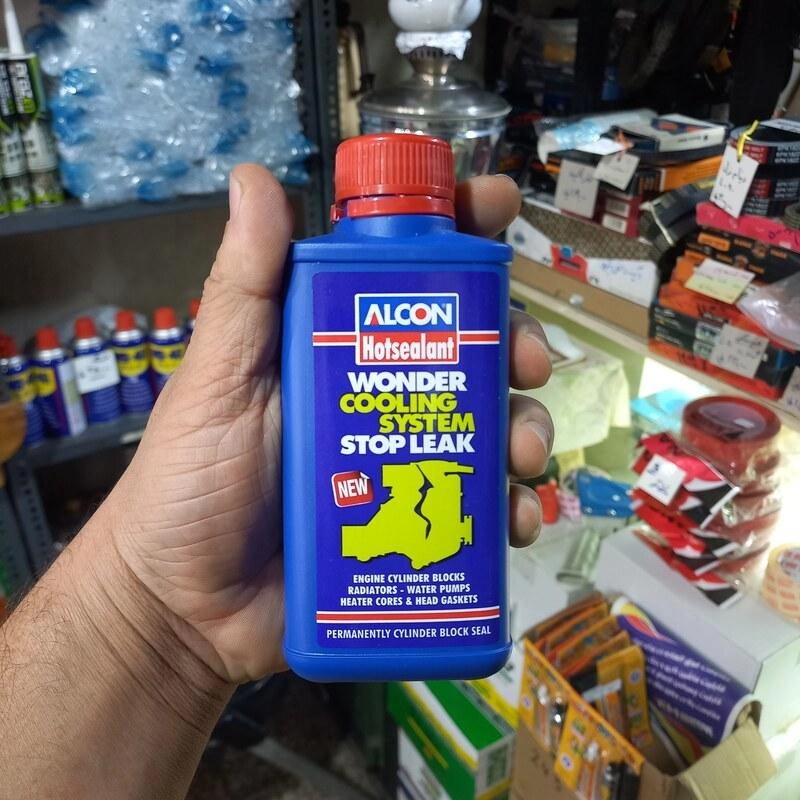 ALCON
Hotsealant
WONDER
COOLING
SYSTEM
STOP LEAK
NEW
ENGINE CYLINDER BLOCKS
RADIATORS - WATER PUMPS
HEATER CORES & HEAD GASKETS
PERMANENTLY CYLINDER BLOCK SEAL